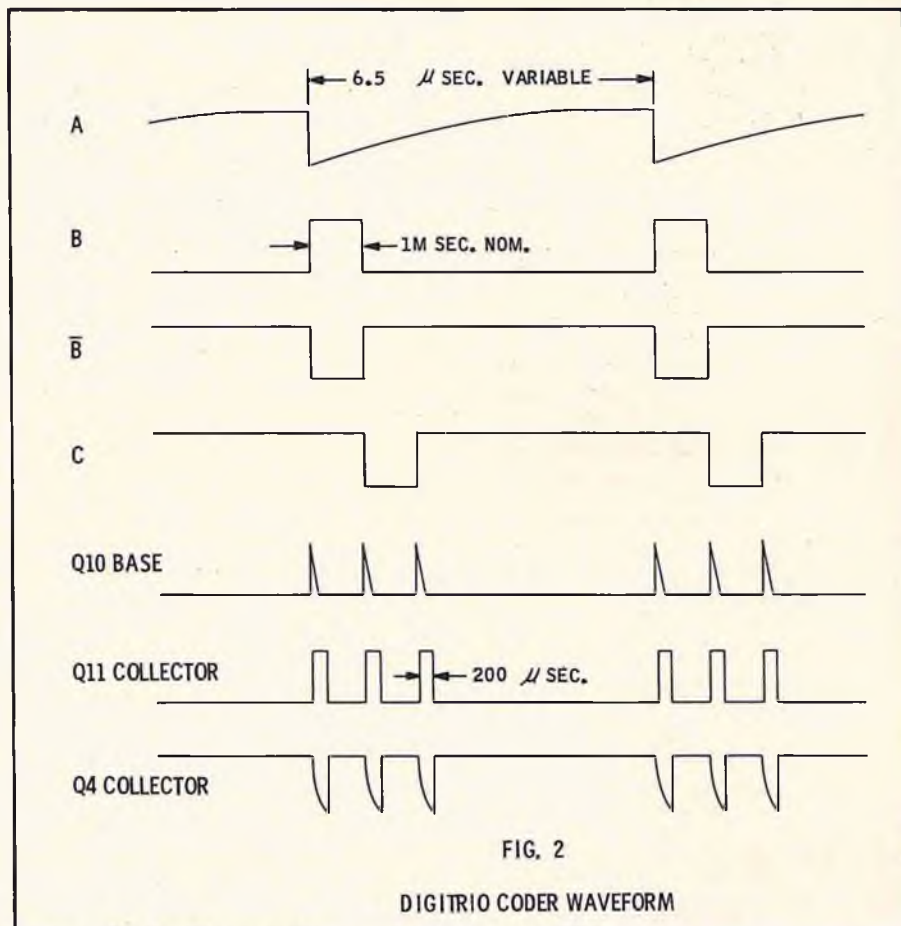 6.5 μ SEC. VARIABLE
A
B
1M SEC. NOM.
B̅
C
Q10 BASE
Q11 COLLECTOR
200 μ SEC.
Q4 COLLECTOR
FIG. 2
DIGITRIO CODER WAVEFORM